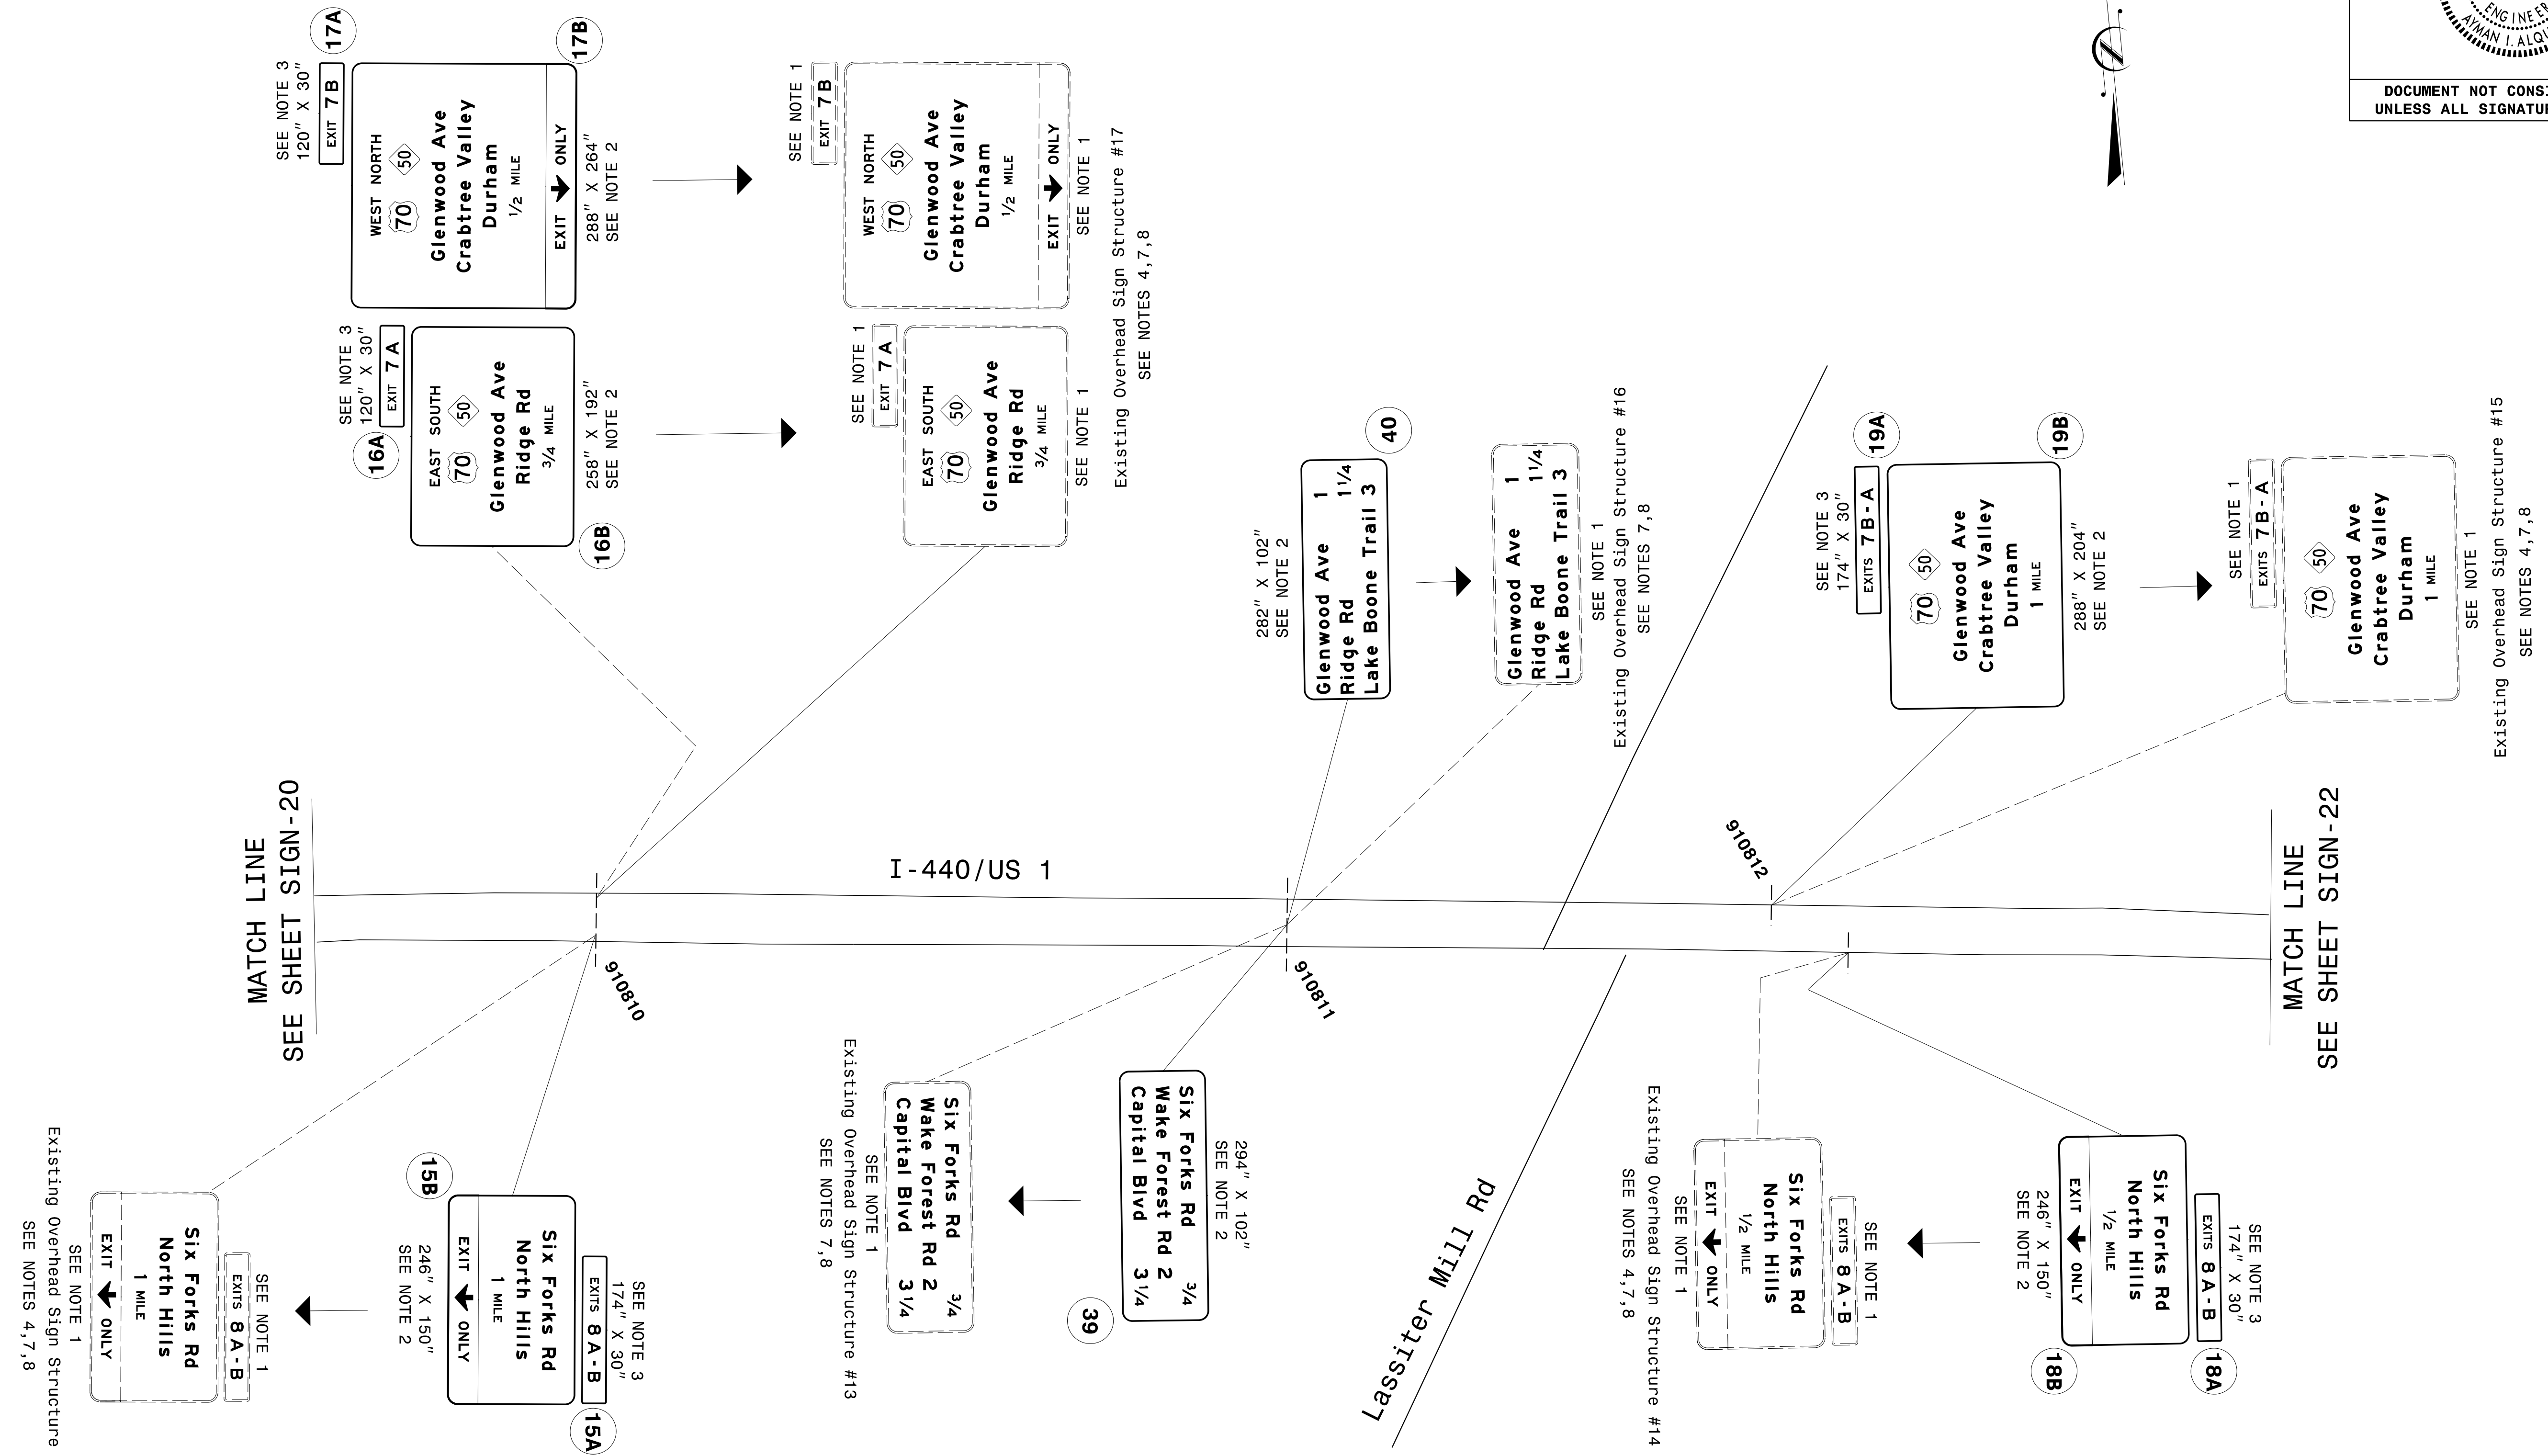 17A
SEE NOTE 3
120" X 30"
EXIT 7B
17B
WEST NORTH
70 50
Glenwood Ave
Crabtree Valley
Durham
1/2 MILE
EXIT ONLY
288" X 264"
SEE NOTE 2
SEE NOTE 1
EXIT 7B
WEST NORTH
70 50
Glenwood Ave
Crabtree Valley
Durham
1/2 MILE
EXIT ONLY
SEE NOTE 1
Existing Overhead Sign Structure #17
SEE NOTES 4,7,8
SEE NOTE 3
120" X 30"
EXIT 7A
16A
EAST SOUTH
70 50
Glenwood Ave
Ridge Rd
3/4 MILE
258" X 192"
SEE NOTE 2
16B
SEE NOTE 1
EXIT 7A
EAST SOUTH
70 50
Glenwood Ave
Ridge Rd
3/4 MILE
SEE NOTE 1
282" X 102"
SEE NOTE 2
40
Glenwood Ave 1
Ridge Rd 1 1/4
Lake Boone Trail 3
Glenwood Ave 1
Ridge Rd 1 1/4
Lake Boone Trail 3
SEE NOTE 1
Existing Overhead Sign Structure #16
SEE NOTES 7,8
SEE NOTE 3
174" X 30"
EXITS 7B-A
19A
19B
70 50
Glenwood Ave
Crabtree Valley
Durham
1 MILE
288" X 204"
SEE NOTE 2
SEE NOTE 1
EXITS 7B-A
70 50
Glenwood Ave
Crabtree Valley
Durham
1 MILE
SEE NOTE 1
Existing Overhead Sign Structure #15
SEE NOTES 4,7,8
ENGINEER
AYMAN I. ALQU
DOCUMENT NOT CONSI
UNLESS ALL SIGNATUR
MATCH LINE
SEE SHEET SIGN-20
I-440/US 1
910810
910811
910812
MATCH LINE
SEE SHEET SIGN-22
Lassiter Mill Rd
SEE NOTE 1
EXITS 8A-B
Six Forks Rd
North Hills
1 MILE
EXIT ONLY
SEE NOTE 1
Existing Overhead Sign Structure
SEE NOTES 4,7,8
SEE NOTE 3
174" X 30"
EXITS 8A-B
15A
15B
Six Forks Rd
North Hills
1 MILE
EXIT ONLY
246" X 150"
SEE NOTE 2
Six Forks Rd 3/4
Wake Forest Rd 2
Capital Blvd 3 1/4
SEE NOTE 1
Existing Overhead Sign Structure #13
SEE NOTES 7,8
294" X 102"
SEE NOTE 2
Six Forks Rd 3/4
Wake Forest Rd 2
Capital Blvd 3 1/4
39
SEE NOTE 1
EXITS 8A-B
Six Forks Rd
North Hills
1/2 MILE
EXIT ONLY
SEE NOTE 1
Existing Overhead Sign Structure #14
SEE NOTES 4,7,8
SEE NOTE 3
174" X 30"
EXITS 8A-B
18A
18B
Six Forks Rd
North Hills
1/2 MILE
EXIT ONLY
246" X 150"
SEE NOTE 2